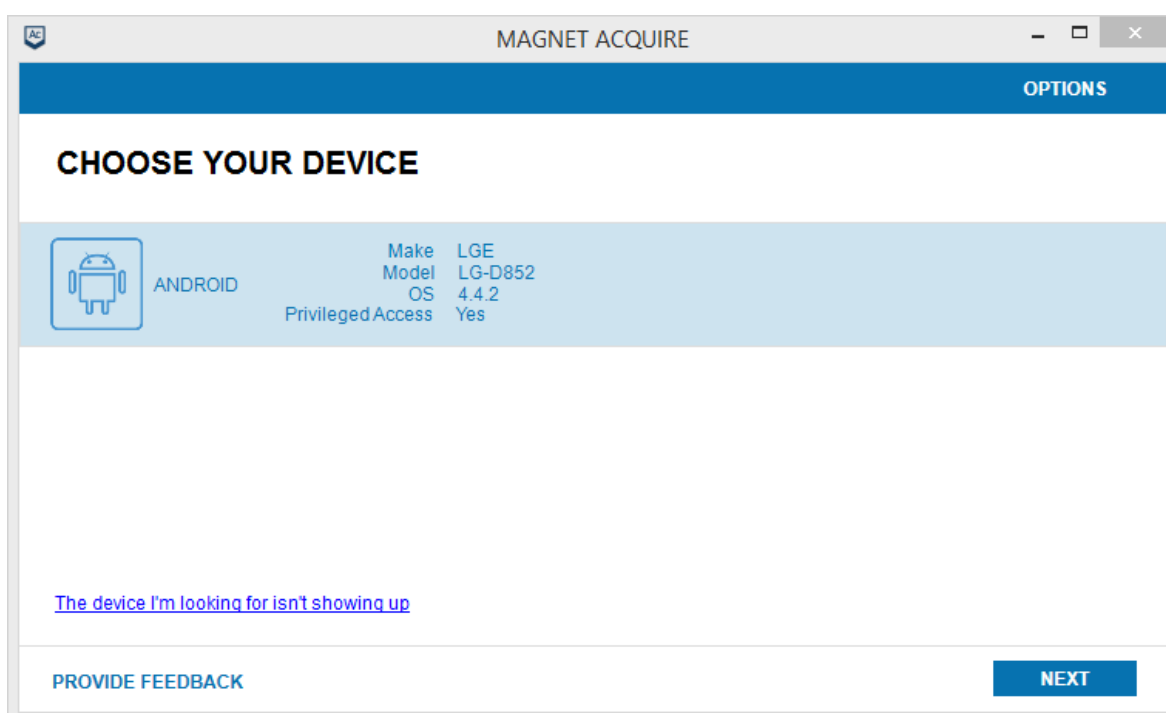 Ac
MAGNET ACQUIRE
OPTIONS
CHOOSE YOUR DEVICE
ANDROID
Make LGE
Model LG-D852
OS 4.4.2
Privileged Access Yes
The device I'm looking for isn't showing up
PROVIDE FEEDBACK
NEXT